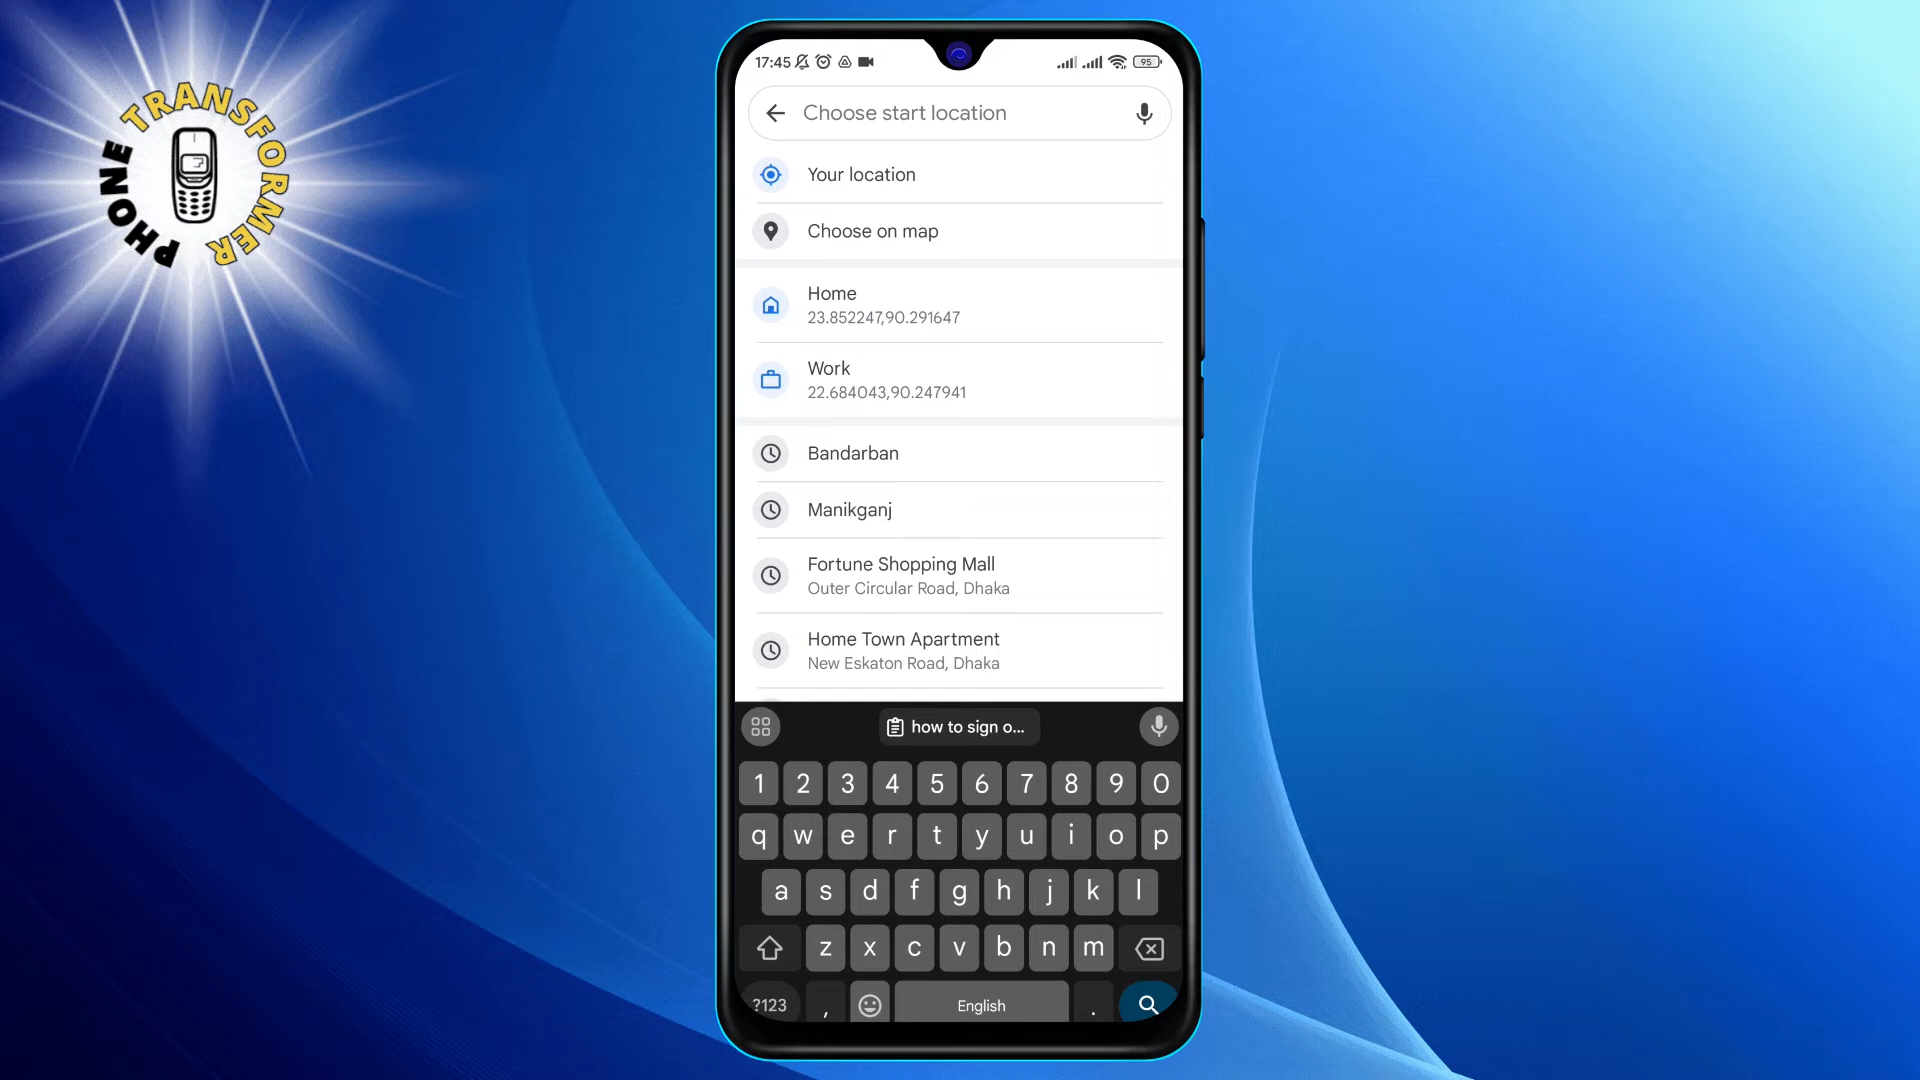 PHONE TRANSFORMER
17:45
95
Choose start location
Your location
Choose on map
Home
23.852247,90.291647
Work
22.684043,90.247941
Bandarban
Manikganj
Fortune Shopping Mall
Outer Circular Road, Dhaka
Home Town Apartment
New Eskaton Road, Dhaka
how to sign o...
1 2 3 4 5 6 7 8 9 0
q w e r t y u i o p
a s d f g h j k l
z x c v b n m
?123 , English .